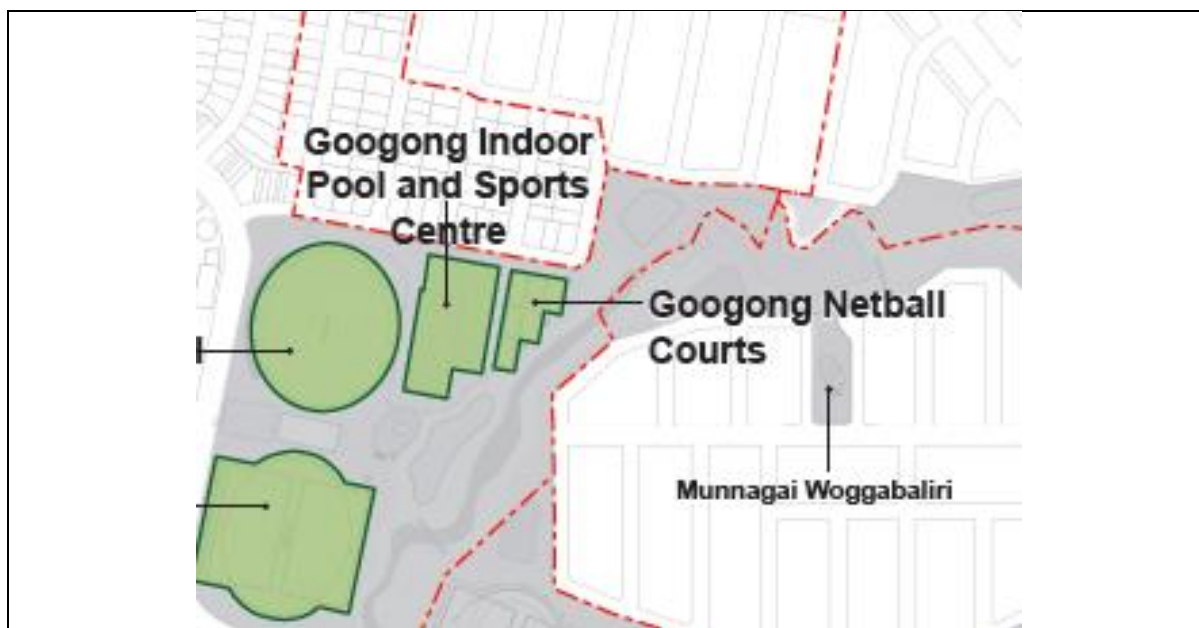 Googong Indoor
Pool and Sports
Centre
Googong Netball
Courts
Munnagai Woggabaliri